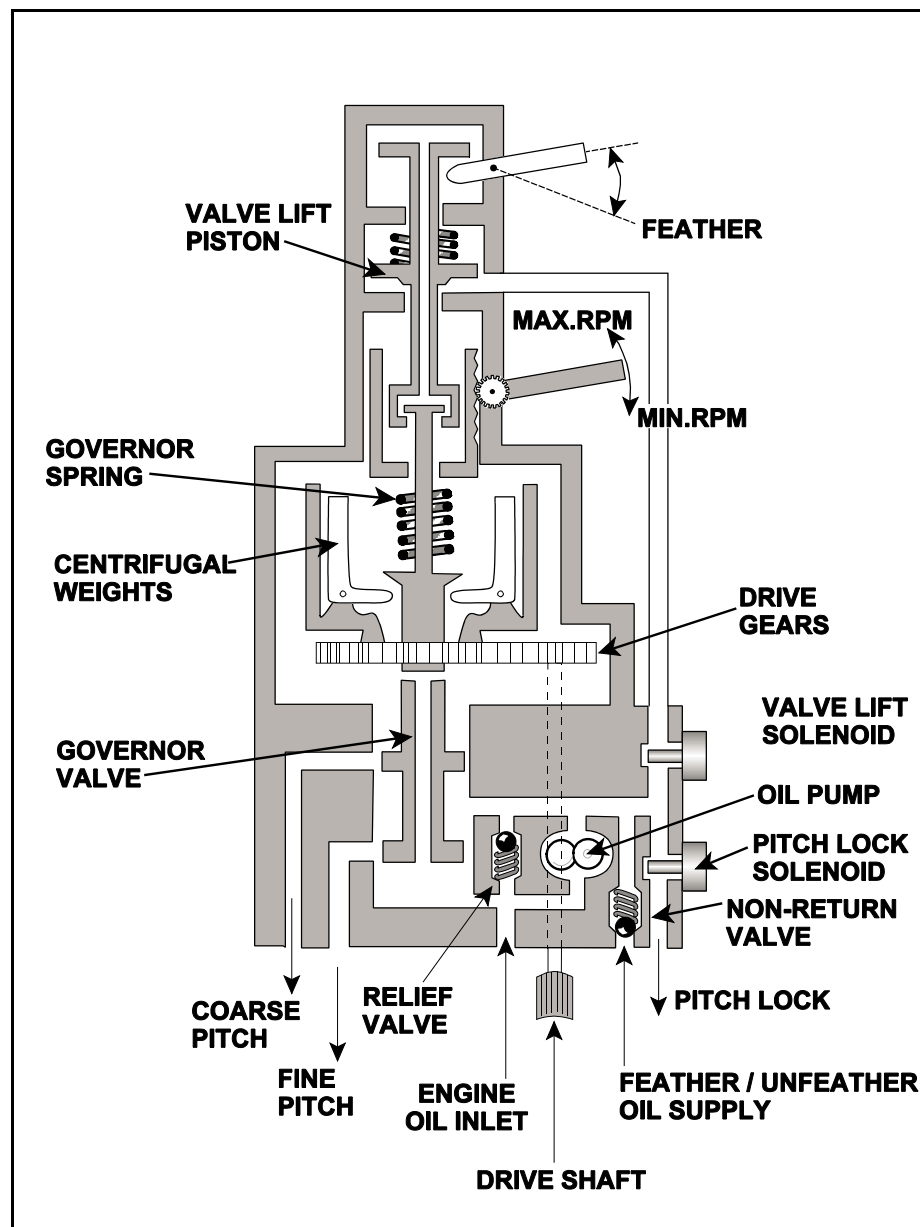 VALVE LIFT
PISTON
FEATHER
MAX.RPM
MIN.RPM
GOVERNOR
SPRING
CENTRIFUGAL
WEIGHTS
DRIVE
GEARS
VALVE LIFT
SOLENOID
GOVERNOR
VALVE
OIL PUMP
PITCH LOCK
SOLENOID
NON-RETURN
VALVE
COARSE
PITCH
RELIEF
VALVE
PITCH LOCK
FINE
PITCH
ENGINE
OIL INLET
FEATHER / UNFEATHER
OIL SUPPLY
DRIVE SHAFT